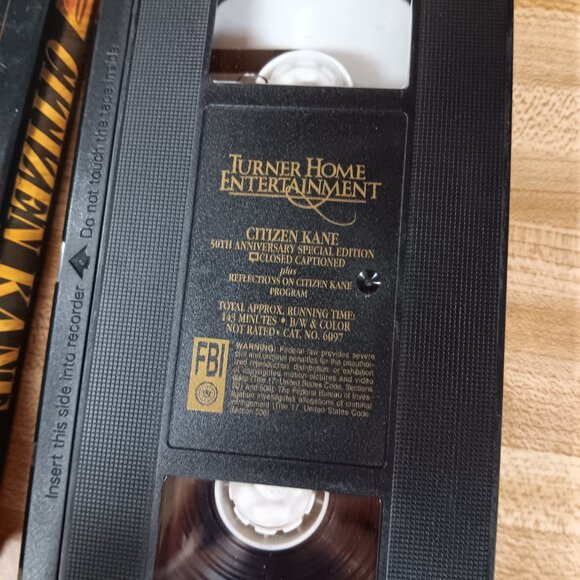 CITIZEN KANE
Do not touch the tape inside
Insert this side into recorder
TURNER HOME
ENTERTAINMENT
CITIZEN KANE
50TH ANNIVERSARY SPECIAL EDITION
CLOSED CAPTIONED
plus
REFLECTIONS ON CITIZEN KANE
PROGRAM
TOTAL APPROX. RUNNING TIME:
145 MINUTES • B/W & COLOR
NOT RATED • CAT. NO. 6097
FBI
WARNING: Federal law provides severe
civil and criminal penalties for the unauthor-
ized reproduction, distribution or exhibition
of copyrighted motion pictures and video
tapes (Title 17, United States Code, Sections
501 and 506). The Federal Bureau of Inves-
tigation investigates allegations of criminal
infringement (Title 17, United States Code,
Section 506).